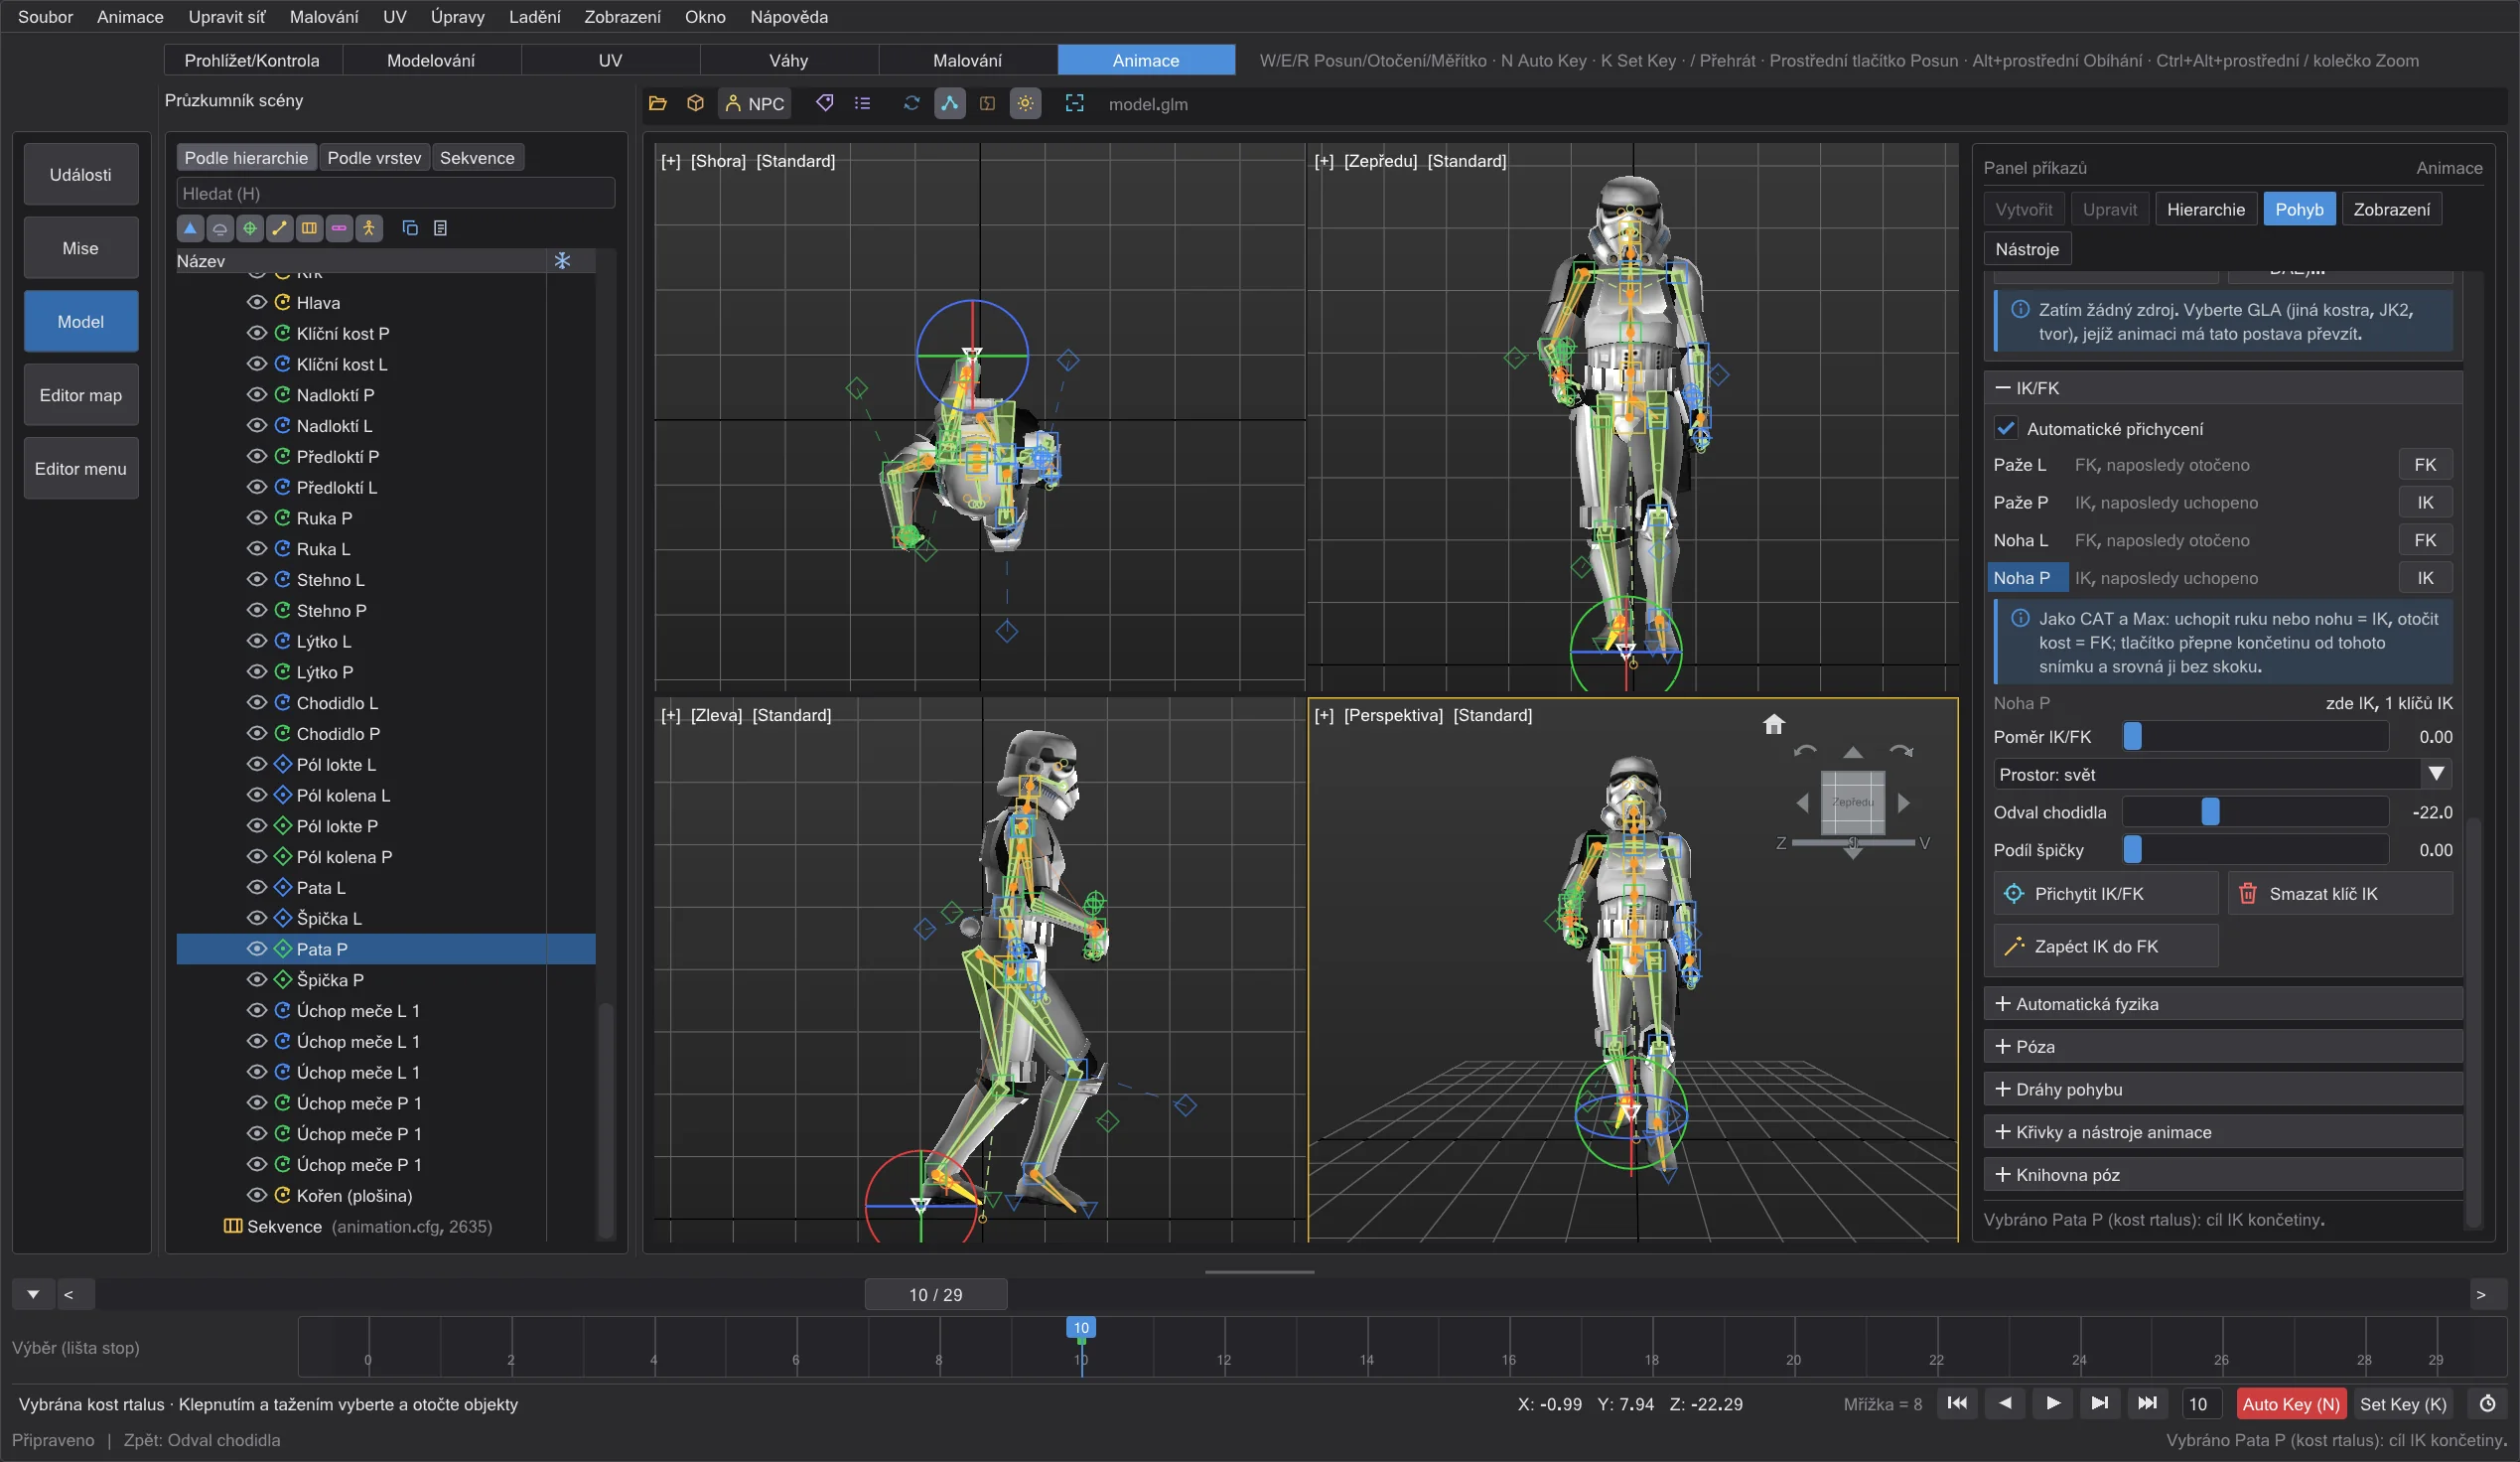 Soubor Animace Upravit síť Malování UV Úpravy Ladění Zobrazení Okno Nápověda
Prohlížet/Kontrola Modelování UV Váhy Malování Animace W/E/R Posun/Otočení/Měřítko · N Auto Key · K Set Key · / Přehrát · Prostřední tlačítko Posun · Alt+prostřední Obíhání · Ctrl+Alt+prostřední / kolečko Zoom
Průzkumník scény
NPC model.glm
Události
Mise
Model
Editor map
Editor menu
Podle hierarchie Podle vrstev Sekvence
Hledat (H)
Název
Krk
Hlava
Klíční kost P
Klíční kost L
Nadloktí P
Nadloktí L
Předloktí P
Předloktí L
Ruka P
Ruka L
Stehno L
Stehno P
Lýtko L
Lýtko P
Chodidlo L
Chodidlo P
Pól lokte L
Pól kolena L
Pól lokte P
Pól kolena P
Pata L
Špička L
Pata P
Špička P
Úchop meče L 1
Úchop meče L 1
Úchop meče L 1
Úchop meče P 1
Úchop meče P 1
Úchop meče P 1
Kořen (plošina)
Sekvence (animation.cfg, 2635)
[+] [Shora] [Standard]
[+] [Zepředu] [Standard]
[+] [Zleva] [Standard]
[+] [Perspektiva] [Standard]
Zepředu
Z V
Panel příkazů Animace
Vytvořit Upravit Hierarchie Pohyb Zobrazení
Nástroje
Zatím žádný zdroj. Vyberte GLA (jiná kostra, JK2,
tvor), jejíž animaci má tato postava převzít.
IK/FK
Automatické přichycení
Paže L FK, naposledy otočeno FK
Paže P IK, naposledy uchopeno IK
Noha L FK, naposledy otočeno FK
Noha P IK, naposledy uchopeno IK
Jako CAT a Max: uchopit ruku nebo nohu = IK, otočit
kost = FK; tlačítko přepne končetinu od tohoto
snímku a srovná ji bez skoku.
Noha P zde IK, 1 klíčů IK
Poměr IK/FK 0.00
Prostor: svět
Odval chodidla -22.0
Podíl špičky 0.00
Přichytit IK/FK Smazat klíč IK
Zapéct IK do FK
Automatická fyzika
Póza
Dráhy pohybu
Křivky a nástroje animace
Knihovna póz
Vybráno Pata P (kost rtalus): cíl IK končetiny.
< 10 / 29 >
Výběr (lišta stop)
10
0 2 4 6 8 10 12 14 16 18 20 22 24 26 28 29
Vybrána kost rtalus · Klepnutím a tažením vyberte a otočte objekty X: -0.99 Y: 7.94 Z: -22.29 Mřížka = 8 10 Auto Key (N) Set Key (K)
Připraveno | Zpět: Odval chodidla Vybráno Pata P (kost rtalus): cíl IK končetiny.